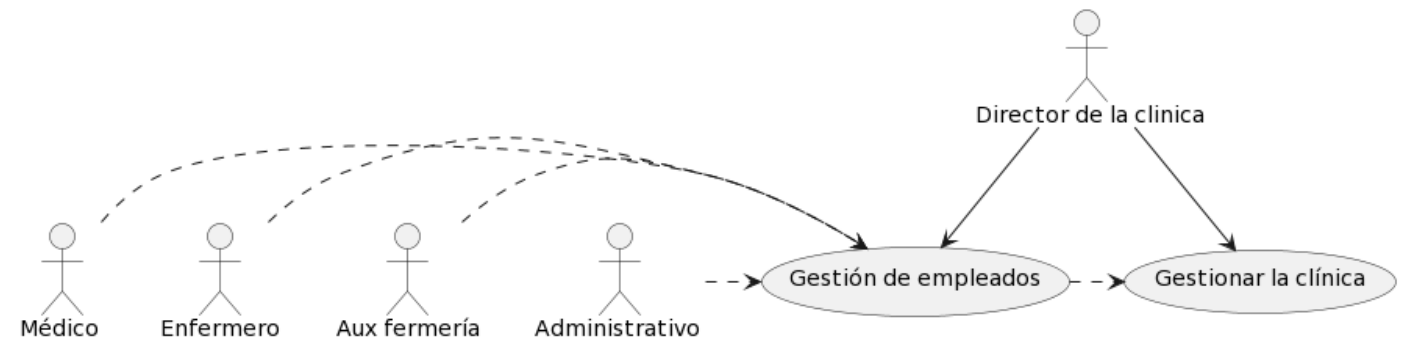 Director de la clinica
Gestión de empleados
Gestionar la clínica
Médico
Enfermero
Aux fermería
Administrativo